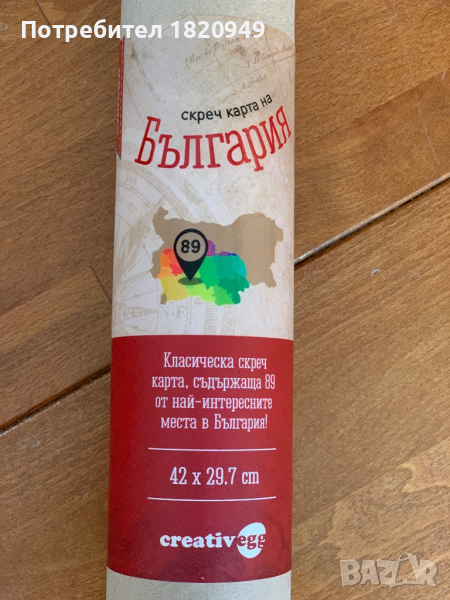 Потребител 1820949
скреч карта на
България
89
Класическа скреч
карта, съдържаща 89
от най-интересните
места в България!
42 x 29.7 cm
creativegg
BAZAR